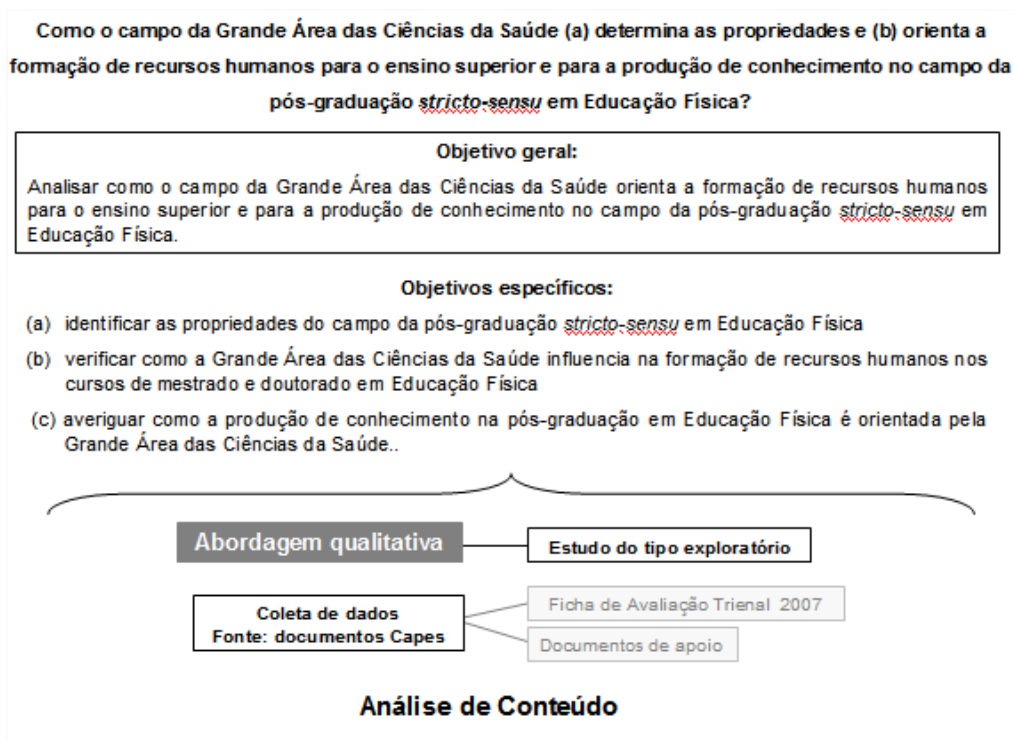 Como o campo da Grande Área das Ciências da Saúde (a) determina as propriedades e (b) orienta a
formação de recursos humanos para o ensino superior e para a produção de conhecimento no campo da
pós-graduação stricto-sensu em Educação Física?
Objetivo geral:
Analisar como o campo da Grande Área das Ciências da Saúde orienta a formação de recursos humanos
para o ensino superior e para a produção de conhecimento no campo da pós-graduação stricto-sensu em
Educação Física.
Objetivos específicos:
(a) identificar as propriedades do campo da pós-graduação stricto-sensu em Educação Física
(b) verificar como a Grande Área das Ciências da Saúde influencia na formação de recursos humanos nos
cursos de mestrado e doutorado em Educação Física
(c) averiguar como a produção de conhecimento na pós-graduação em Educação Física é orientada pela
Grande Área das Ciências da Saúde..
Abordagem qualitativa
Estudo do tipo exploratório
Coleta de dados
Fonte: documentos Capes
Ficha de Avaliação Trienal 2007
Documentos de apoio
Análise de Conteúdo